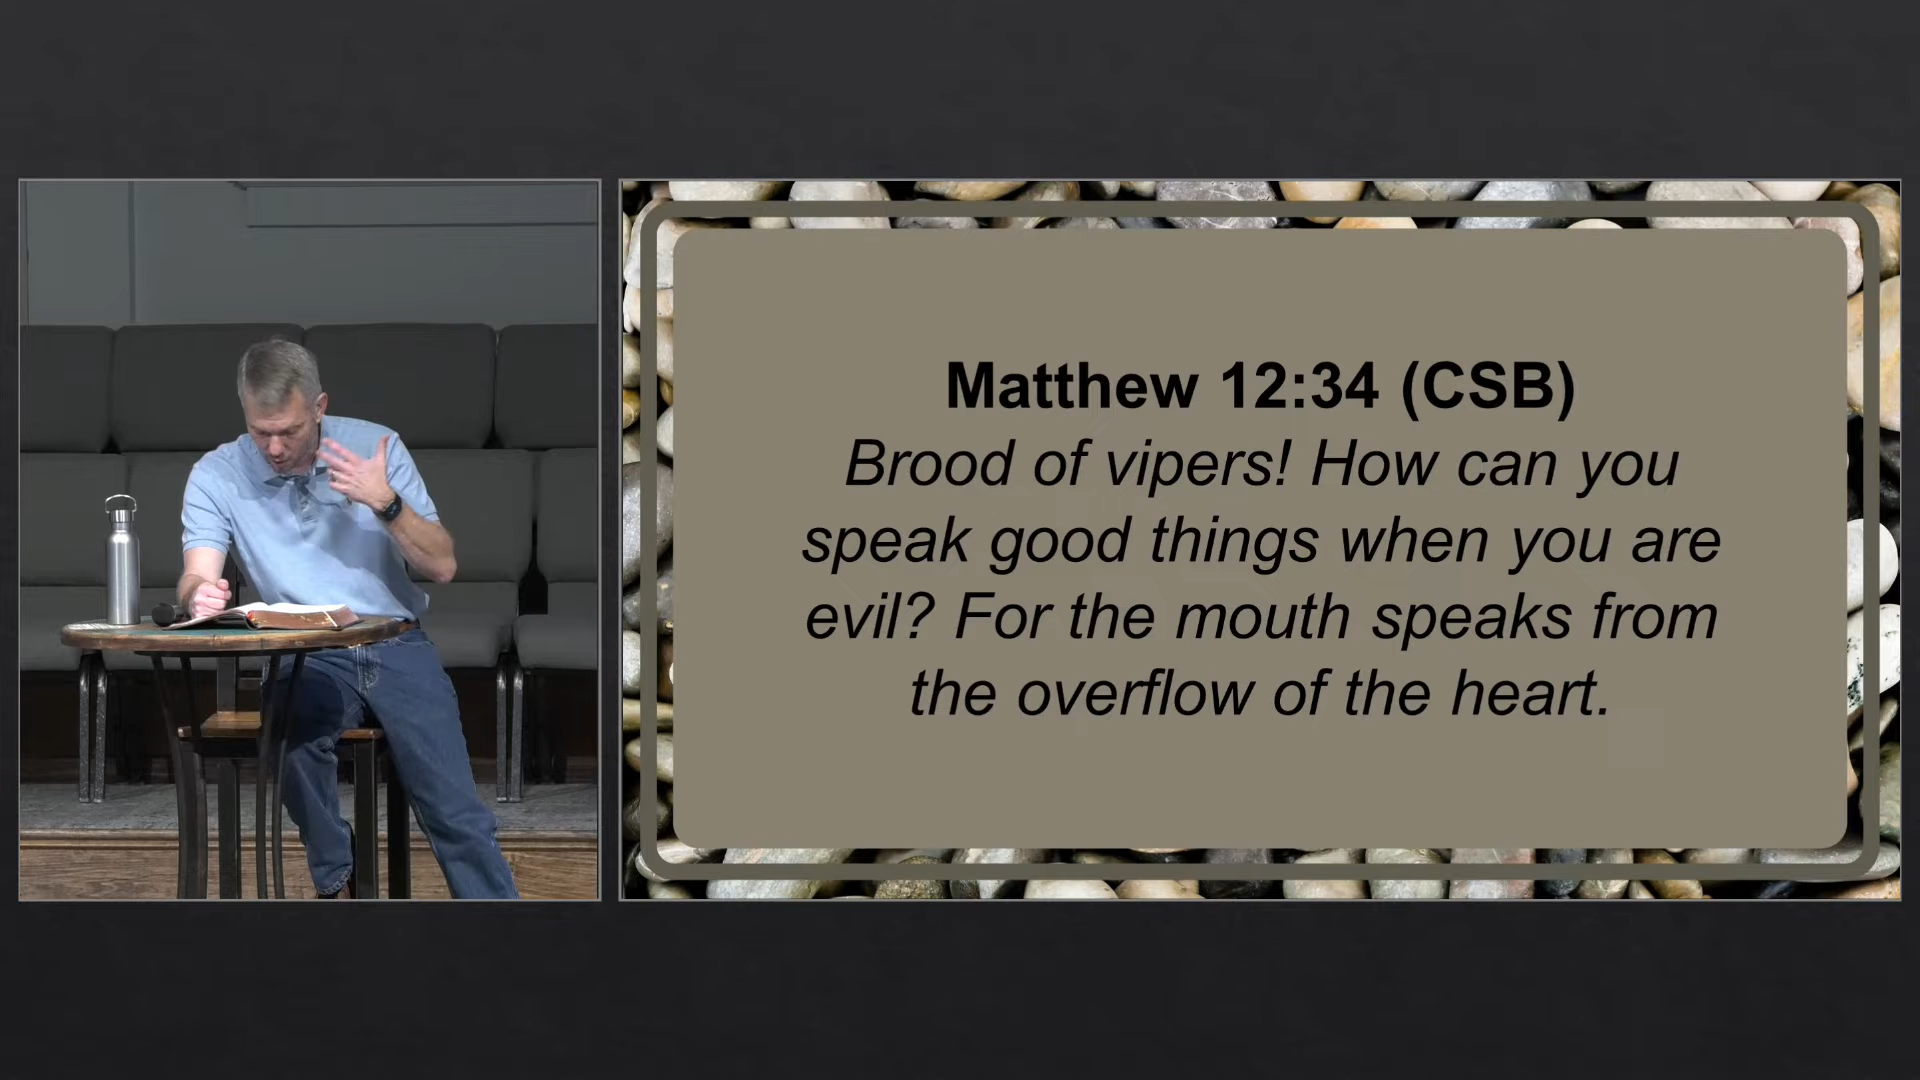 Matthew 12:34 (CSB)
Brood of vipers! How can you
speak good things when you are
evil? For the mouth speaks from
the overflow of the heart.